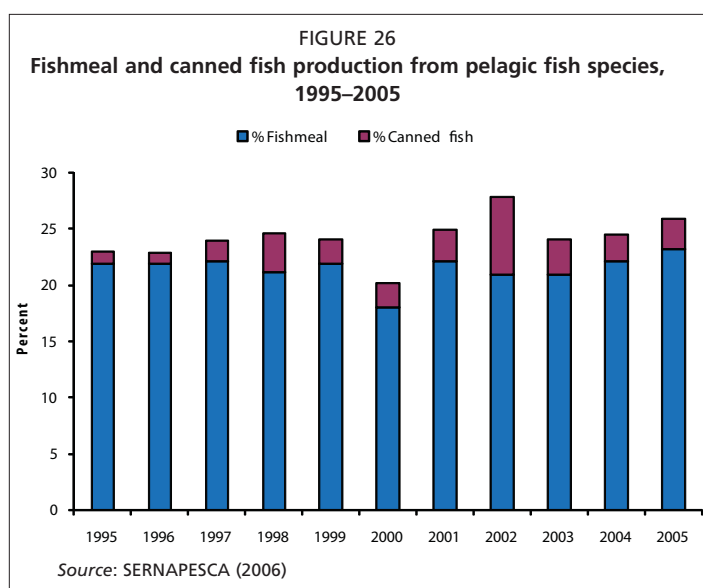 FIGURE 26
Fishmeal and canned fish production from pelagic fish species,
1995–2005
% Fishmeal % Canned fish
30
25
20
15
10
5
0
Percent
1995 1996 1997 1998 1999 2000 2001 2002 2003 2004 2005
Source: SERNAPESCA (2006)